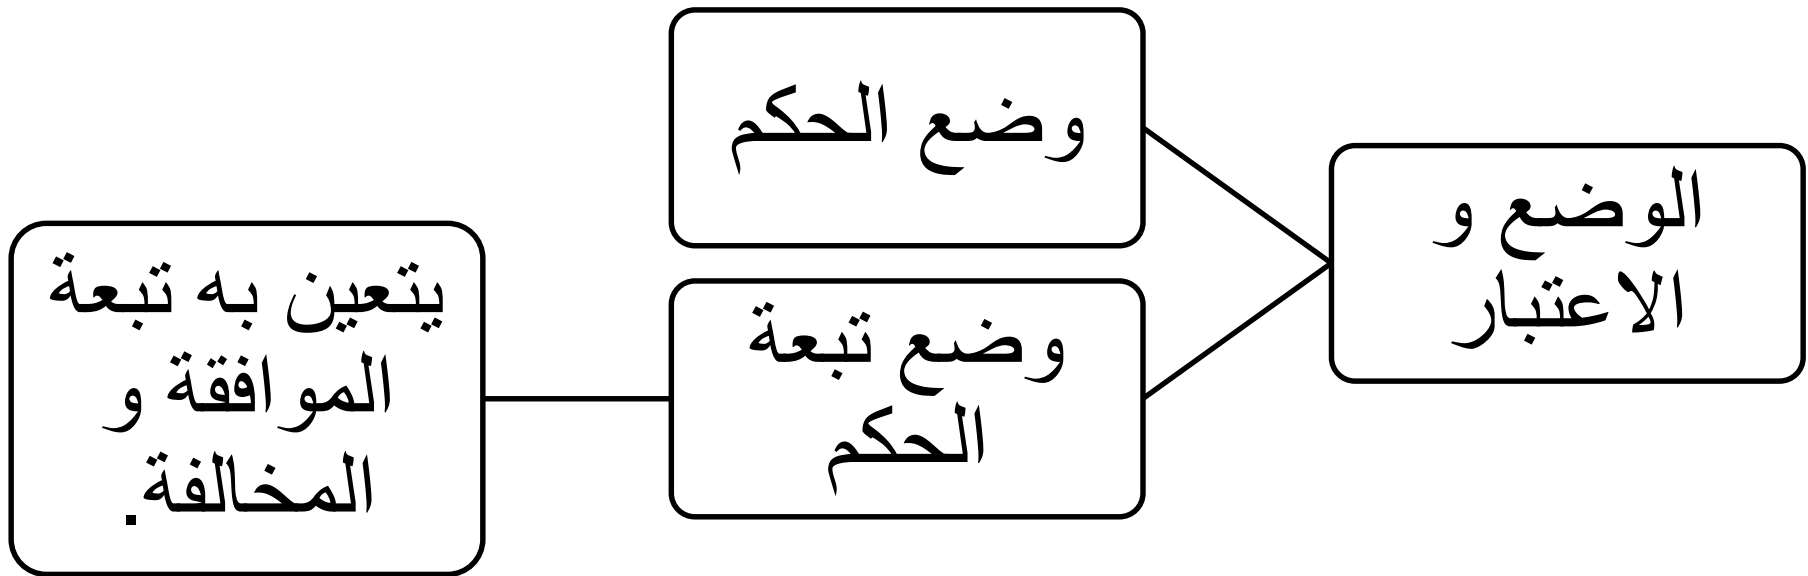 الوضع و
الاعتبار
وضع الحكم
وضع تبعة
الحكم
يتعين به تبعة
الموافقة و
المخالفة.